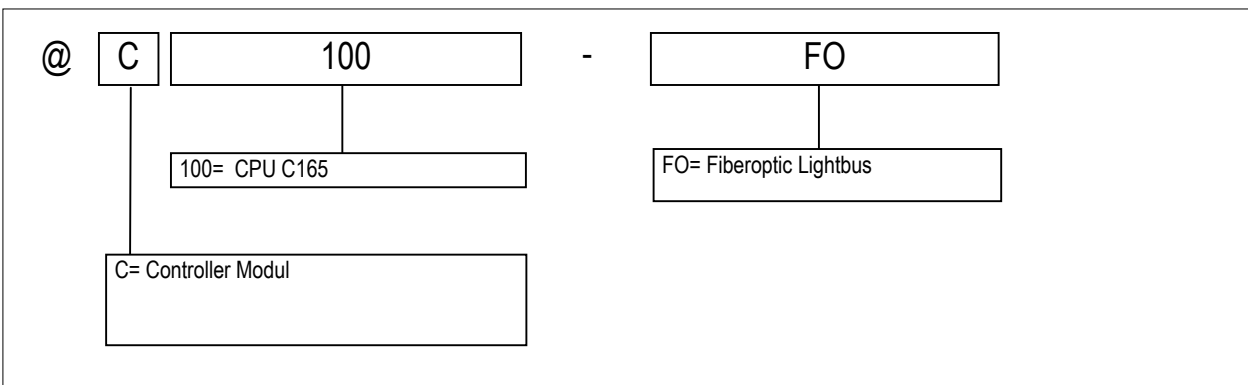 @ C 100 - FO
100= CPU C165
FO= Fiberoptic Lightbus
C= Controller Modul